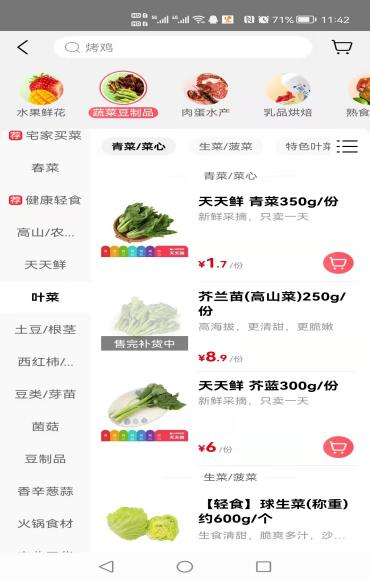 71% 11:42
烤鸡
水果鲜花
蔬菜豆制品
肉蛋水产
乳品烘焙
熟食
荐 宅家买菜
春菜
荐 健康轻食
高山/农...
天天鲜
叶菜
土豆/根茎
西红柿/...
豆类/芽苗
菌菇
豆制品
香辛葱蒜
火锅食材
青菜/菜心
生菜/菠菜
特色叶菜
青菜/菜心
天天鲜 青菜350g/份
新鲜采摘，只卖一天
¥1.7/份
芥兰苗(高山菜)250g/
份
高海拔，更清甜，更脆嫩
售完补货中
¥8.9/份
天天鲜 芥蓝300g/份
新鲜采摘，只卖一天
¥6/份
生菜/菠菜
【轻食】球生菜(称重)
约600g/个
生食清甜，脆爽多汁，沙...